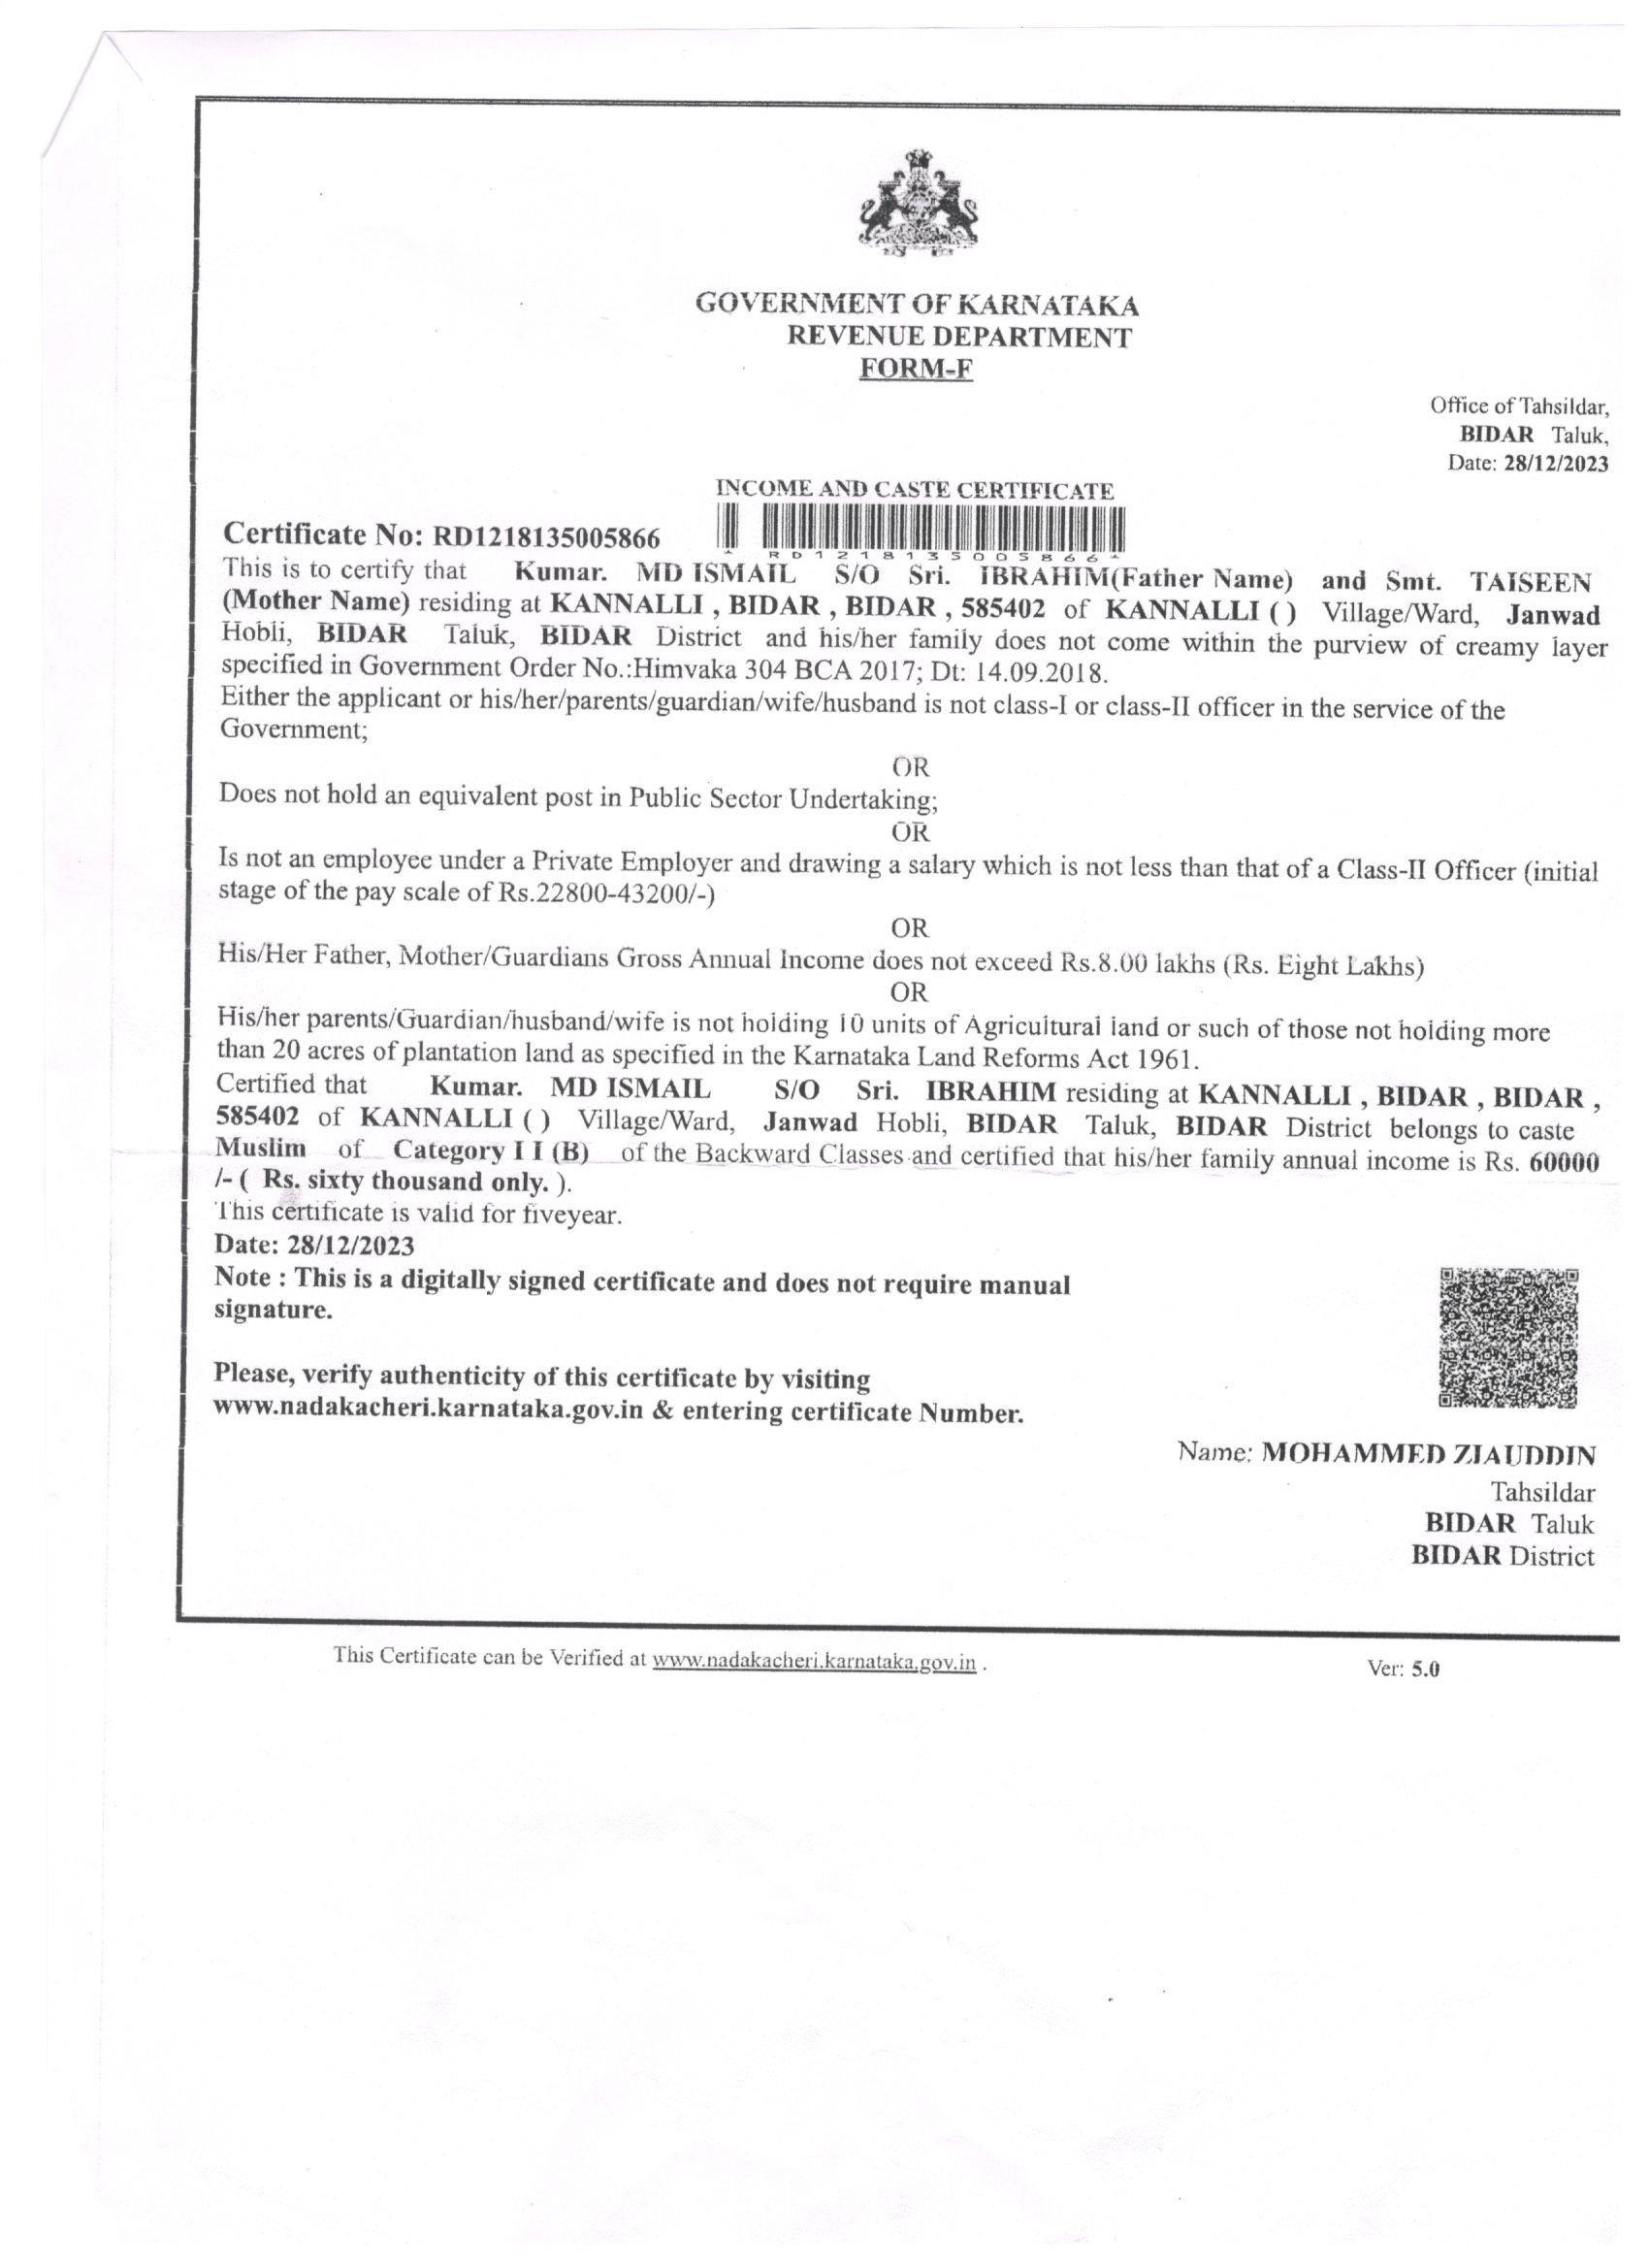 GOVERNMENT OF KARNATAKA
REVENUE DEPARTMENT
FORM-F
Office of Tahsildar,
BIDAR Taluk,
Date: 28/12/2023
INCOME AND CASTE CERTIFICATE
Certificate No: RD1218135005866
*RD1218135005866*
This is to certify that Kumar. MD ISMAIL S/O Sri. IBRAHIM(Father Name) and Smt. TAISEEN
(Mother Name) residing at KANNALLI , BIDAR , BIDAR , 585402 of KANNALLI ( ) Village/Ward, Janwad
Hobli, BIDAR Taluk, BIDAR District and his/her family does not come within the purview of creamy layer
specified in Government Order No.:Himvaka 304 BCA 2017; Dt: 14.09.2018.
Either the applicant or his/her/parents/guardian/wife/husband is not class-I or class-II officer in the service of the
Government;
OR
Does not hold an equivalent post in Public Sector Undertaking;
OR
Is not an employee under a Private Employer and drawing a salary which is not less than that of a Class-II Officer (initial
stage of the pay scale of Rs.22800-43200/-)
OR
His/Her Father, Mother/Guardians Gross Annual Income does not exceed Rs.8.00 lakhs (Rs. Eight Lakhs)
OR
His/her parents/Guardian/husband/wife is not holding 10 units of Agricultural land or such of those not holding more
than 20 acres of plantation land as specified in the Karnataka Land Reforms Act 1961.
Certified that Kumar. MD ISMAIL S/O Sri. IBRAHIM residing at KANNALLI , BIDAR , BIDAR ,
585402 of KANNALLI ( ) Village/Ward, Janwad Hobli, BIDAR Taluk, BIDAR District belongs to caste
Muslim of Category I I (B) of the Backward Classes and certified that his/her family annual income is Rs. 60000
/- ( Rs. sixty thousand only. ).
This certificate is valid for fiveyear.
Date: 28/12/2023
Note : This is a digitally signed certificate and does not require manual
signature.
Please, verify authenticity of this certificate by visiting
www.nadakacheri.karnataka.gov.in & entering certificate Number.
Name: MOHAMMED ZIAUDDIN
Tahsildar
BIDAR Taluk
BIDAR District
This Certificate can be Verified at www.nadakacheri.karnataka.gov.in .
Ver: 5.0